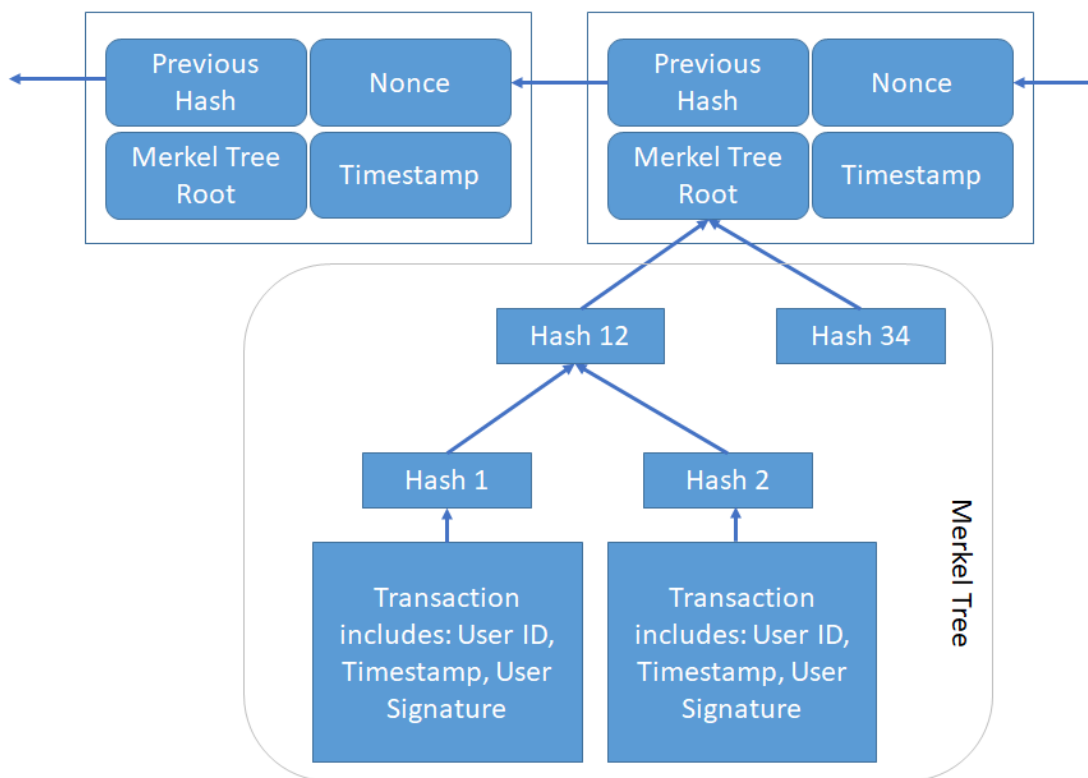 Previous
Hash
Nonce
Merkel Tree
Root
Timestamp
Previous
Hash
Nonce
Merkel Tree
Root
Timestamp
Hash 12
Hash 34
Hash 1
Hash 2
Transaction
includes: User ID,
Timestamp, User
Signature
Transaction
includes: User ID,
Timestamp, User
Signature
Merkel Tree